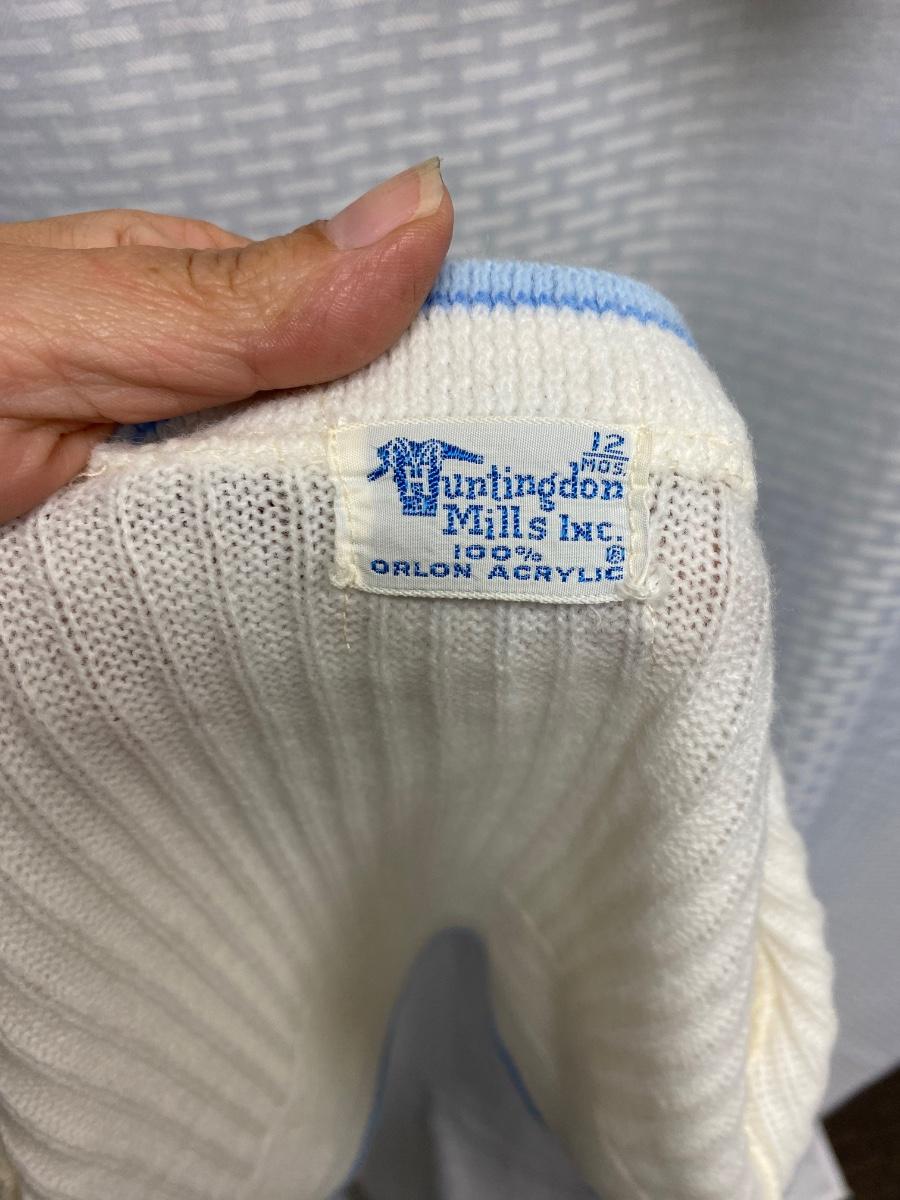 12
MOS.
Huntingdon
Mills Inc.
100% ®
ORLON ACRYLIC